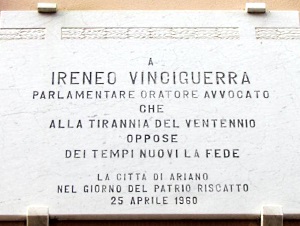 A
IRENEO VINCIGUERRA
PARLAMENTARE ORATORE AVVOCATO
CHE
ALLA TIRANNIA DEL VENTENNIO
OPPOSE
DEI TEMPI NUOVI LA FEDE
LA CITTÀ DI ARIANO
NEL GIORNO DEL PATRIO RISCATTO
25 APRILE 1960